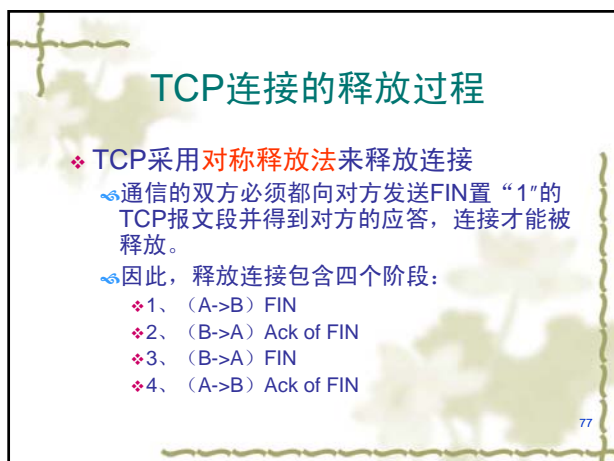 TCP连接的释放过程
TCP采用对称释放法来释放连接
通信的双方必须都向对方发送FIN置“1”的
TCP报文段并得到对方的应答，连接才能被
释放。
因此，释放连接包含四个阶段：
1、（A->B）FIN
2、（B->A）Ack of FIN
3、（B->A）FIN
4、（A->B）Ack of FIN
77